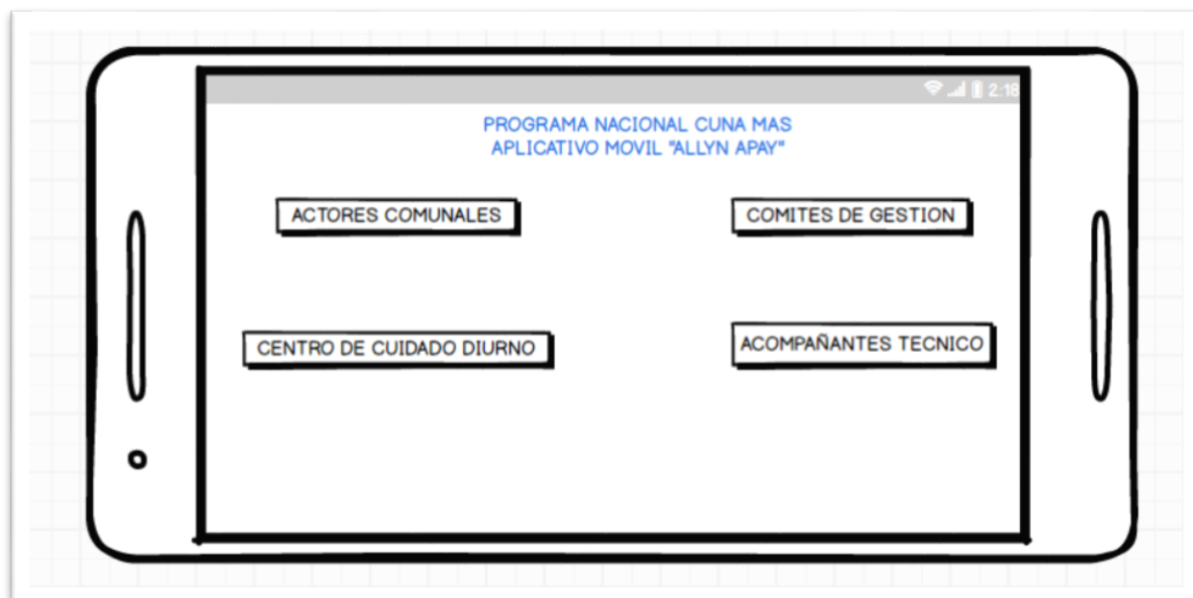 2:18
PROGRAMA NACIONAL CUNA MAS
APLICATIVO MOVIL "ALLYN APAY"
ACTORES COMUNALES
COMITES DE GESTION
CENTRO DE CUIDADO DIURNO
ACOMPAÑANTES TECNICO